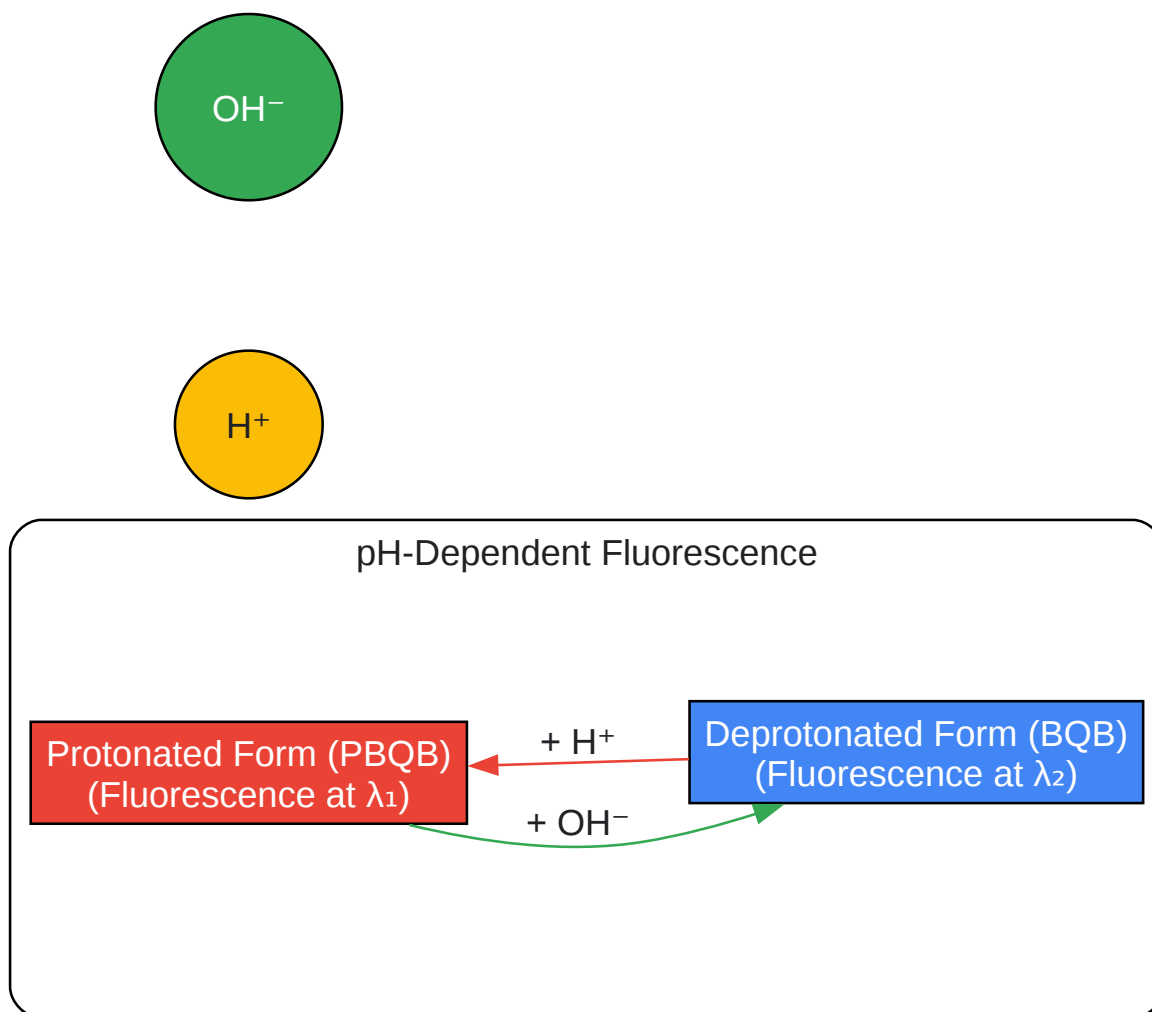 OH⁻
H⁺
pH-Dependent Fluorescence
Protonated Form (PBQB)
(Fluorescence at λ₁)
+ H⁺
+ OH⁻
Deprotonated Form (BQB)
(Fluorescence at λ₂)